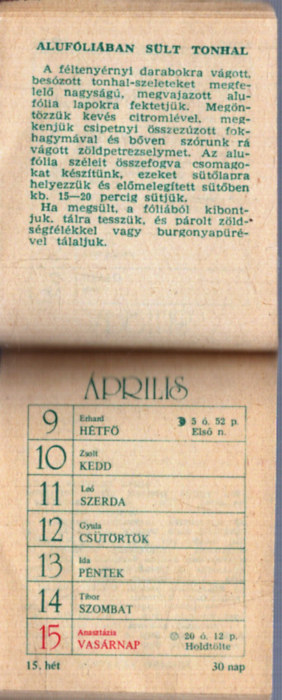 ALUFÓLIÁBAN SÜLT TONHAL
A féltenyérnyi darabokra vágott,
besózott tonhal-szeleteket megfe-
lelő nagyságú, megvajazott alu-
fólia lapokra fektetjük. Megön-
tözzük kevés citromlével, meg-
kenjük csipetnyi összezúzott fok-
hagymával és bőven szórunk rá
vágott zöldpetrezselymet. Az alu-
fólia széleit összefogva csomago-
kat készítünk, ezeket sütőlapra
helyezzük és előmelegített sütőben
kb. 15—20 percig sütjük.
Ha megsült, a fóliából kibont-
juk, tálra tesszük, és párolt zöld-
ségfélékkel vagy burgonyapüré-
vel tálaljuk.
ÁPRILIS
9 Erhard HÉTFŐ 5 ó. 52 p. Első n.
10 Zsolt KEDD
11 Leó SZERDA
12 Gyula CSÜTÖRTÖK
13 Ida PÉNTEK
14 Tibor SZOMBAT
15 Anasztázia VASÁRNAP 20 ó. 12 p. Holdtölte
15. hét 30 nap